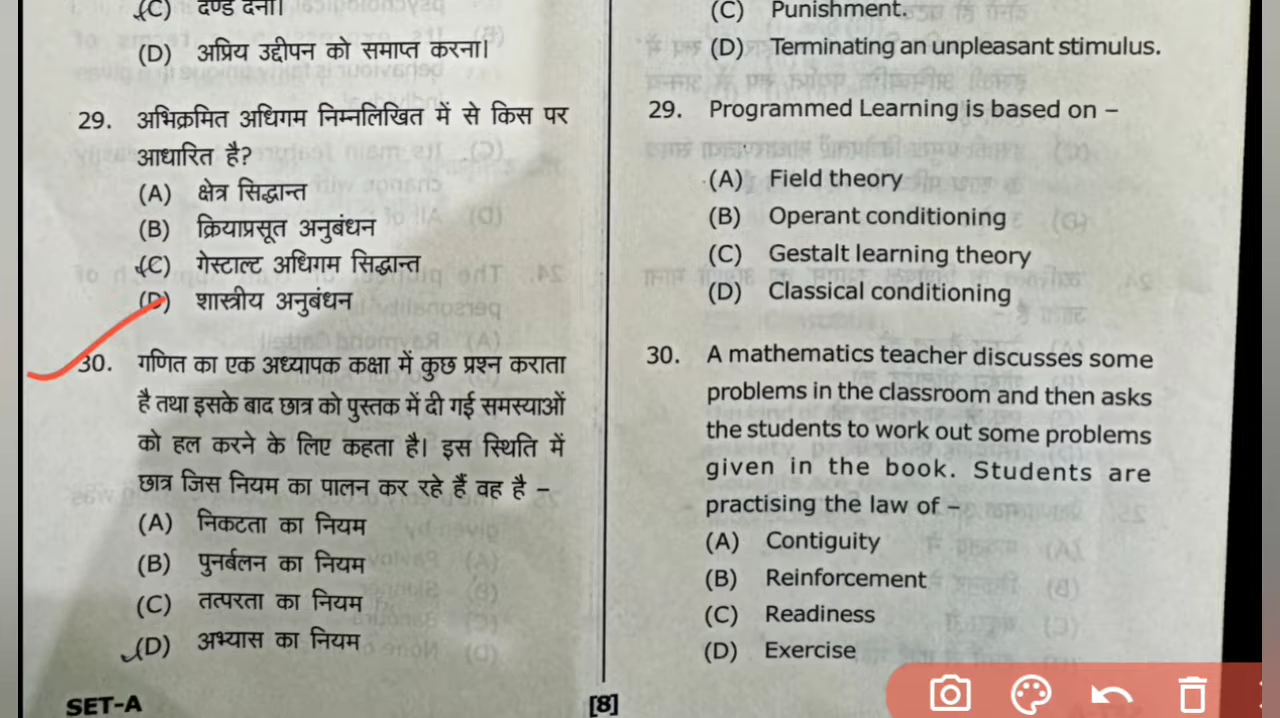 (C) दण्ड देना।
(D) अप्रिय उद्दीपन को समाप्त करना।
29. अभिक्रमित अधिगम निम्नलिखित में से किस पर
आधारित है?
(A) क्षेत्र सिद्धान्त
(B) क्रियाप्रसूत अनुबंधन
(C) गेस्टाल्ट अधिगम सिद्धान्त
(D) शास्त्रीय अनुबंधन
30. गणित का एक अध्यापक कक्षा में कुछ प्रश्न कराता
है तथा इसके बाद छात्र को पुस्तक में दी गई समस्याओं
को हल करने के लिए कहता है। इस स्थिति में
छात्र जिस नियम का पालन कर रहे हैं वह है –
(A) निकटता का नियम
(B) पुनर्बलन का नियम
(C) तत्परता का नियम
(D) अभ्यास का नियम
SET-A
(C) Punishment.
(D) Terminating an unpleasant stimulus.
29. Programmed Learning is based on –
(A) Field theory
(B) Operant conditioning
(C) Gestalt learning theory
(D) Classical conditioning
30. A mathematics teacher discusses some
problems in the classroom and then asks
the students to work out some problems
given in the book. Students are
practising the law of –
(A) Contiguity
(B) Reinforcement
(C) Readiness
(D) Exercise
[8]